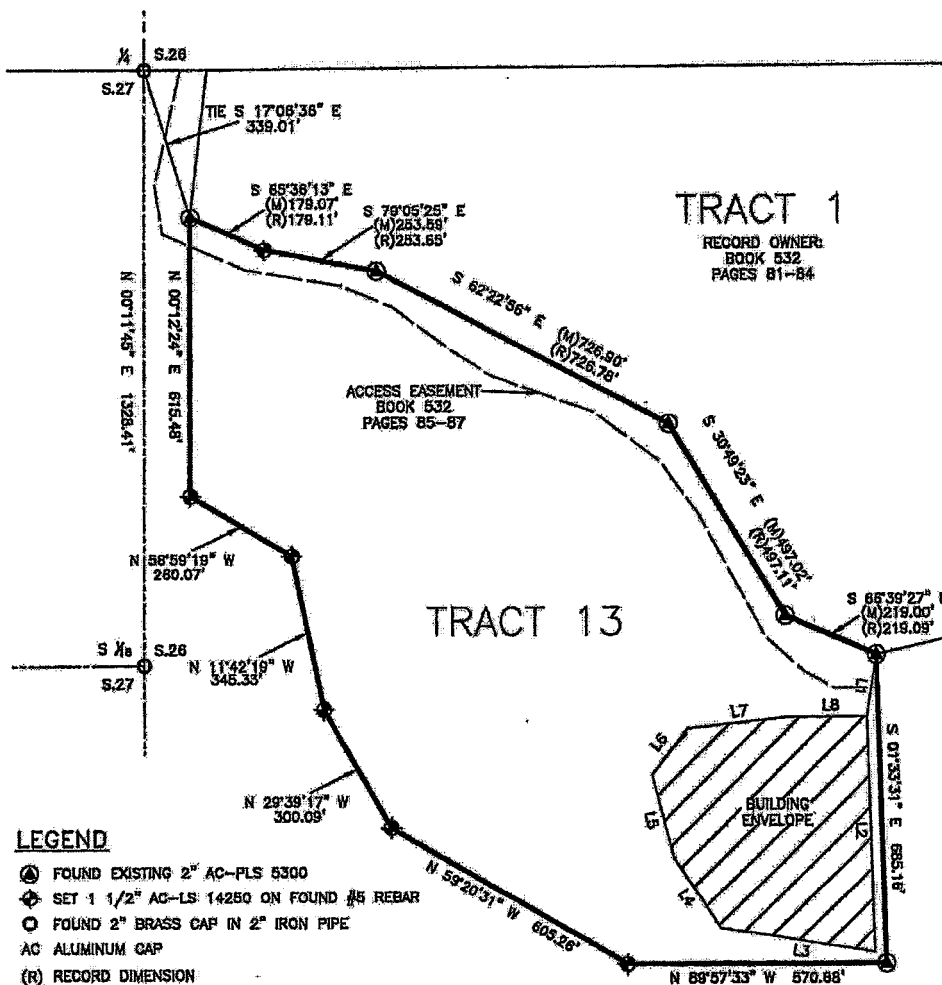 1/4 S.26
S.27
TIE S 17°08'38" E
339.01'
S 65°38'13" E
(M)179.07'
(R)179.11'
S 79°05'25" E
(M)253.59'
(R)253.65'
TRACT 1
RECORD OWNER:
BOOK 532
PAGES 81-84
S 62°22'56" E
(M)726.90'
(R)726.78'
N 00°11'45" E 1328.41'
N 00°12'24" E 615.48'
ACCESS EASEMENT
BOOK 532
PAGES 85-87
S 30°49'23" E
(M)497.02'
(R)497.11'
N 58°59'19" W
260.07'
TRACT 13
S 66°39'27"
(M)219.00'
(R)219.09'
S 1/16 S.26
S.27
N 11°42'19" W
345.33'
L1
L8
L7
L6
S 01°33'31" E 685.16'
BUILDING
ENVELOPE
L2
L5
N 29°39'17" W
300.09'
L4
L3
N 59°20'31" W
605.26'
N 89°57'33" W 570.68'
LEGEND
FOUND EXISTING 2" AC-PLS 5300
SET 1 1/2" AC-LS 14250 ON FOUND #5 REBAR
FOUND 2" BRASS CAP IN 2" IRON PIPE
AC ALUMINUM CAP
(R) RECORD DIMENSION